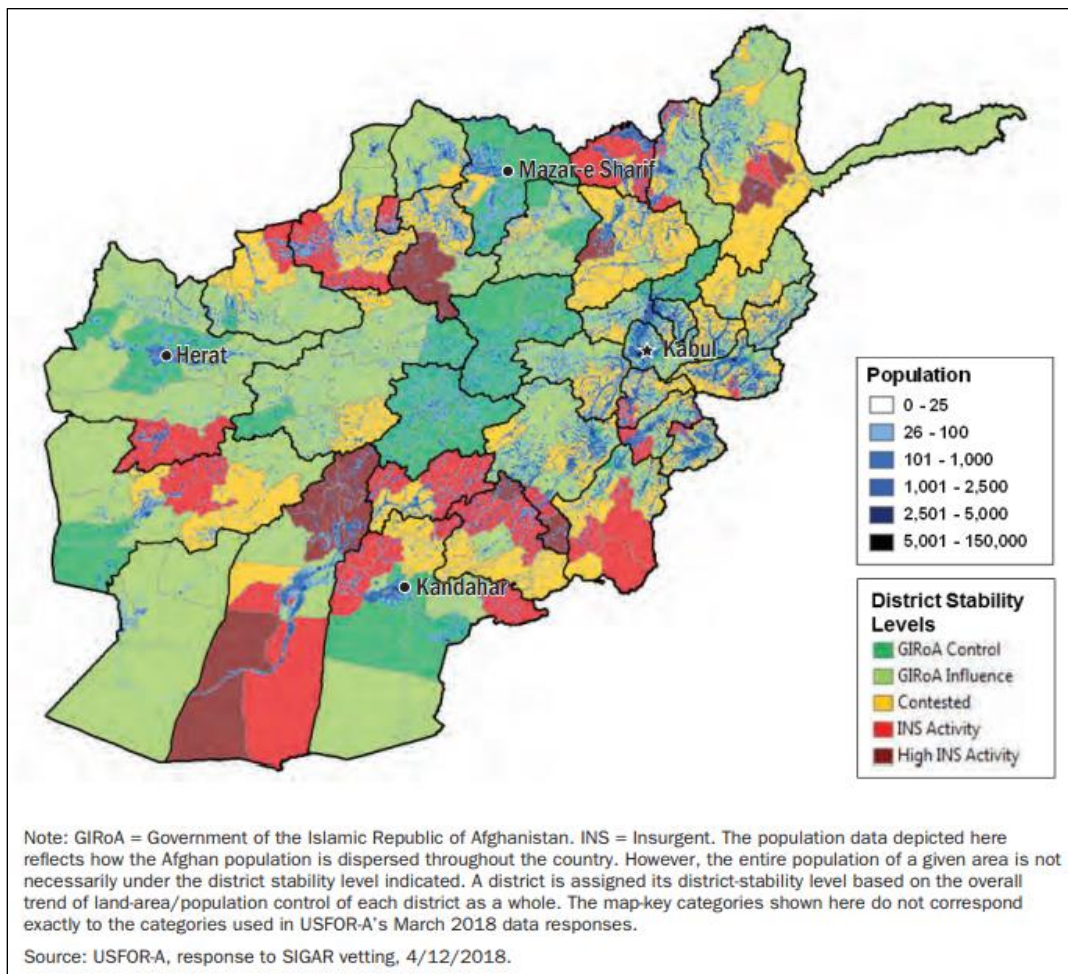 Mazar-e Sharif
Herat
Kabul
Kandahar
Population
0 - 25
26 - 100
101 - 1,000
1,001 - 2,500
2,501 - 5,000
5,001 - 150,000
District Stability
Levels
GIRoA Control
GIRoA Influence
Contested
INS Activity
High INS Activity
Note: GIRoA = Government of the Islamic Republic of Afghanistan. INS = Insurgent. The population data depicted here
reflects how the Afghan population is dispersed throughout the country. However, the entire population of a given area is not
necessarily under the district stability level indicated. A district is assigned its district-stability level based on the overall
trend of land-area/population control of each district as a whole. The map-key categories shown here do not correspond
exactly to the categories used in USFOR-A's March 2018 data responses.
Source: USFOR-A, response to SIGAR vetting, 4/12/2018.